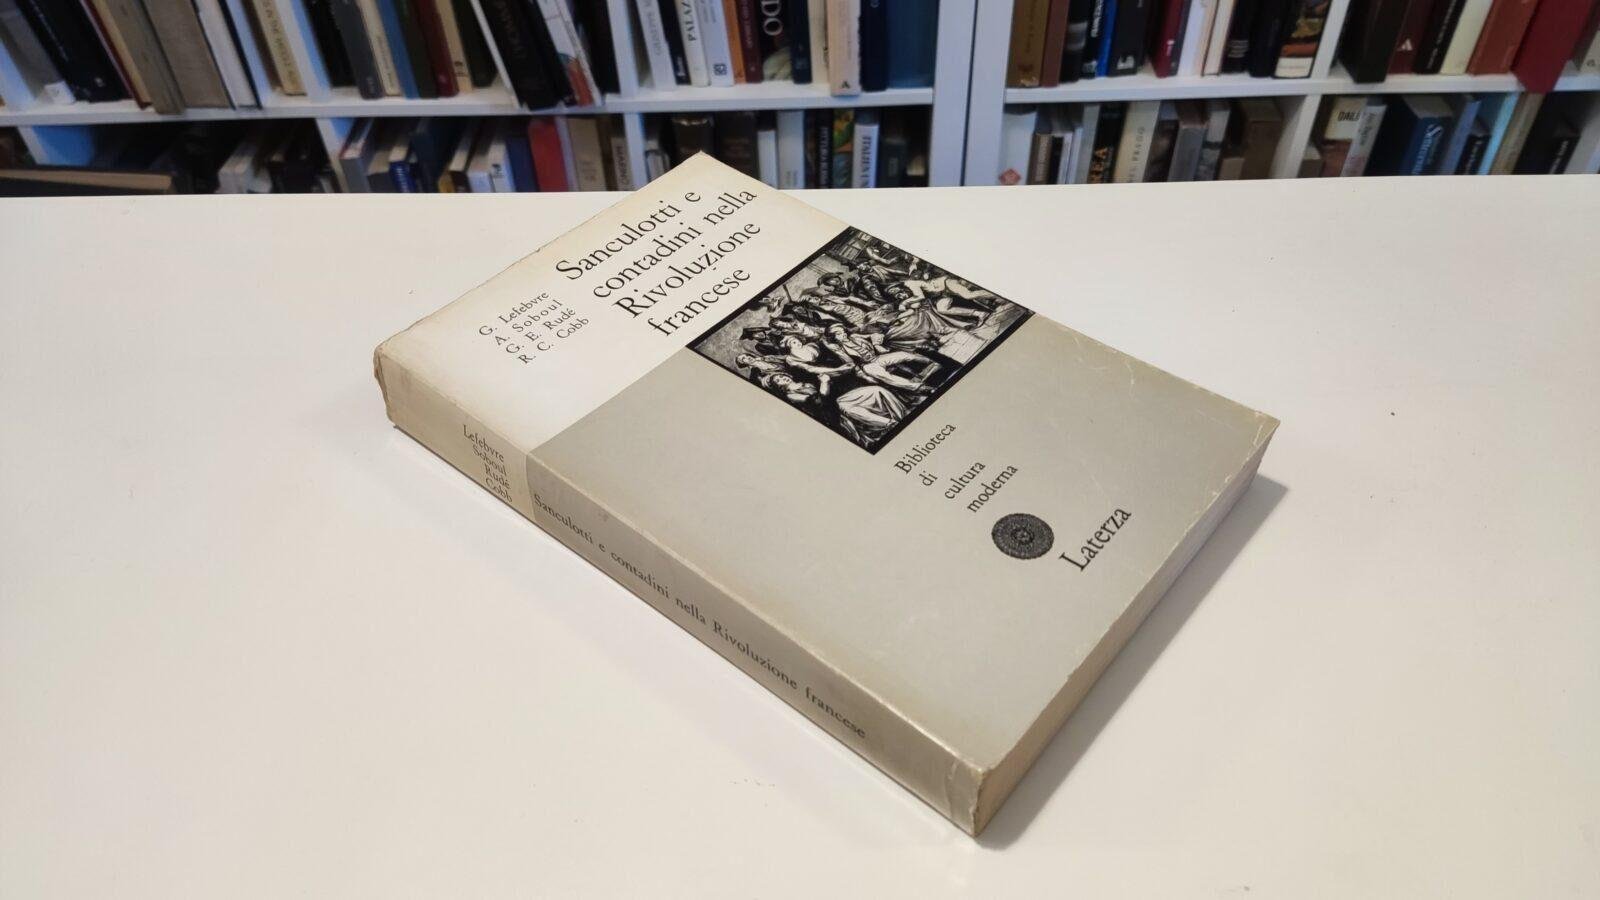 G. Lefebvre
A. Soboul
G. E. Rudé
R. C. Cobb
Sanculotti e
contadini nella
Rivoluzione
francese
Biblioteca
di
cultura
moderna
Laterza
Lefebvre
Soboul
Rudé
Cobb
Sanculotti e contadini nella Rivoluzione francese